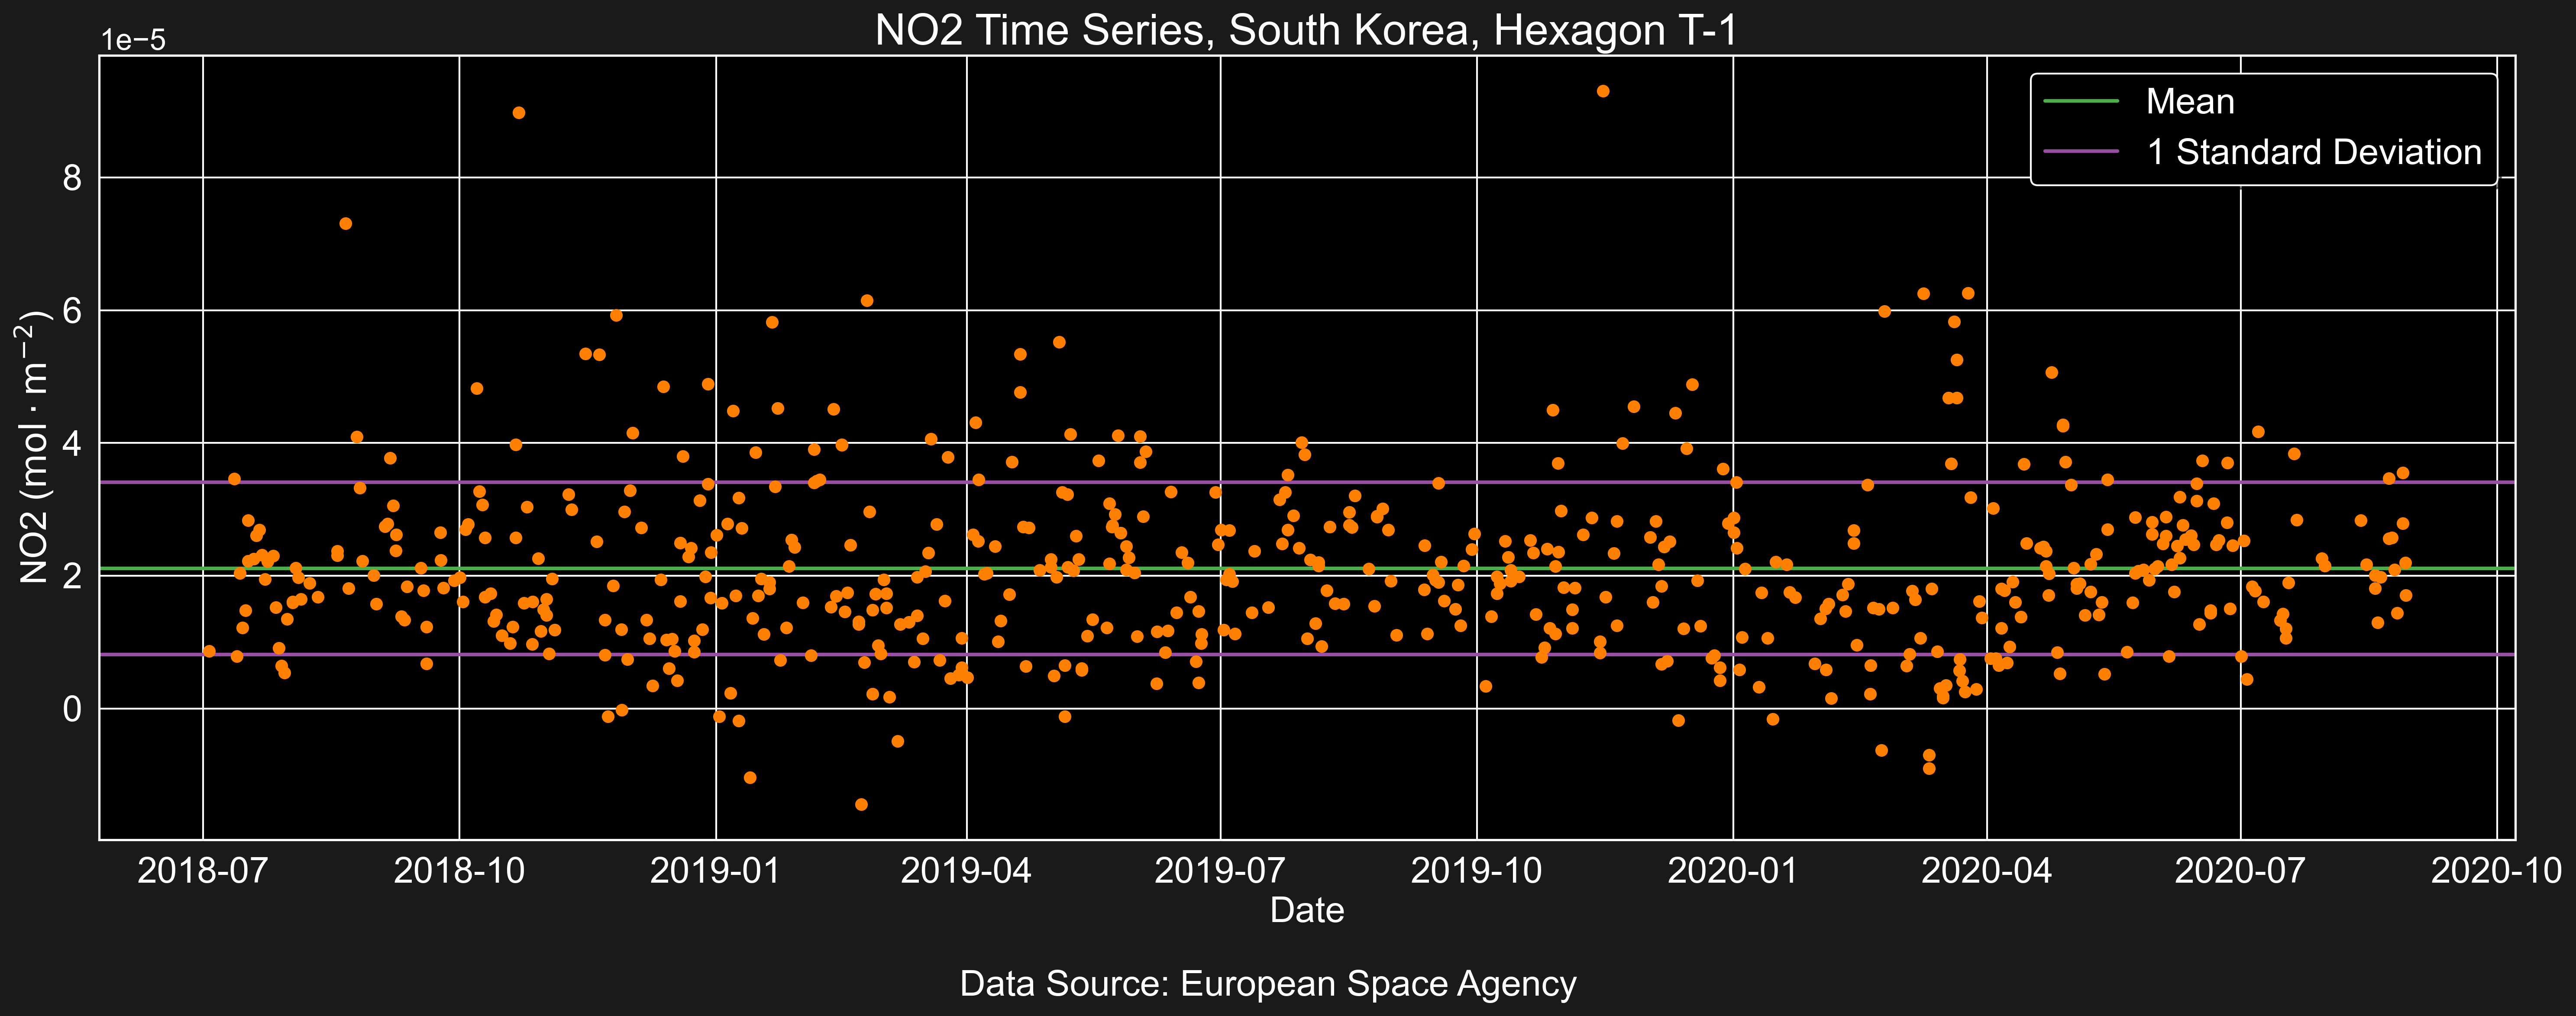 NO2 Time Series, South Korea, Hexagon T-1
1e−5
Mean
1 Standard Deviation
8
6
4
2
0
NO2 (mol · m⁻²)
2018-07 2018-10 2019-01 2019-04 2019-07 2019-10 2020-01 2020-04 2020-07 2020-10
Date
Data Source: European Space Agency